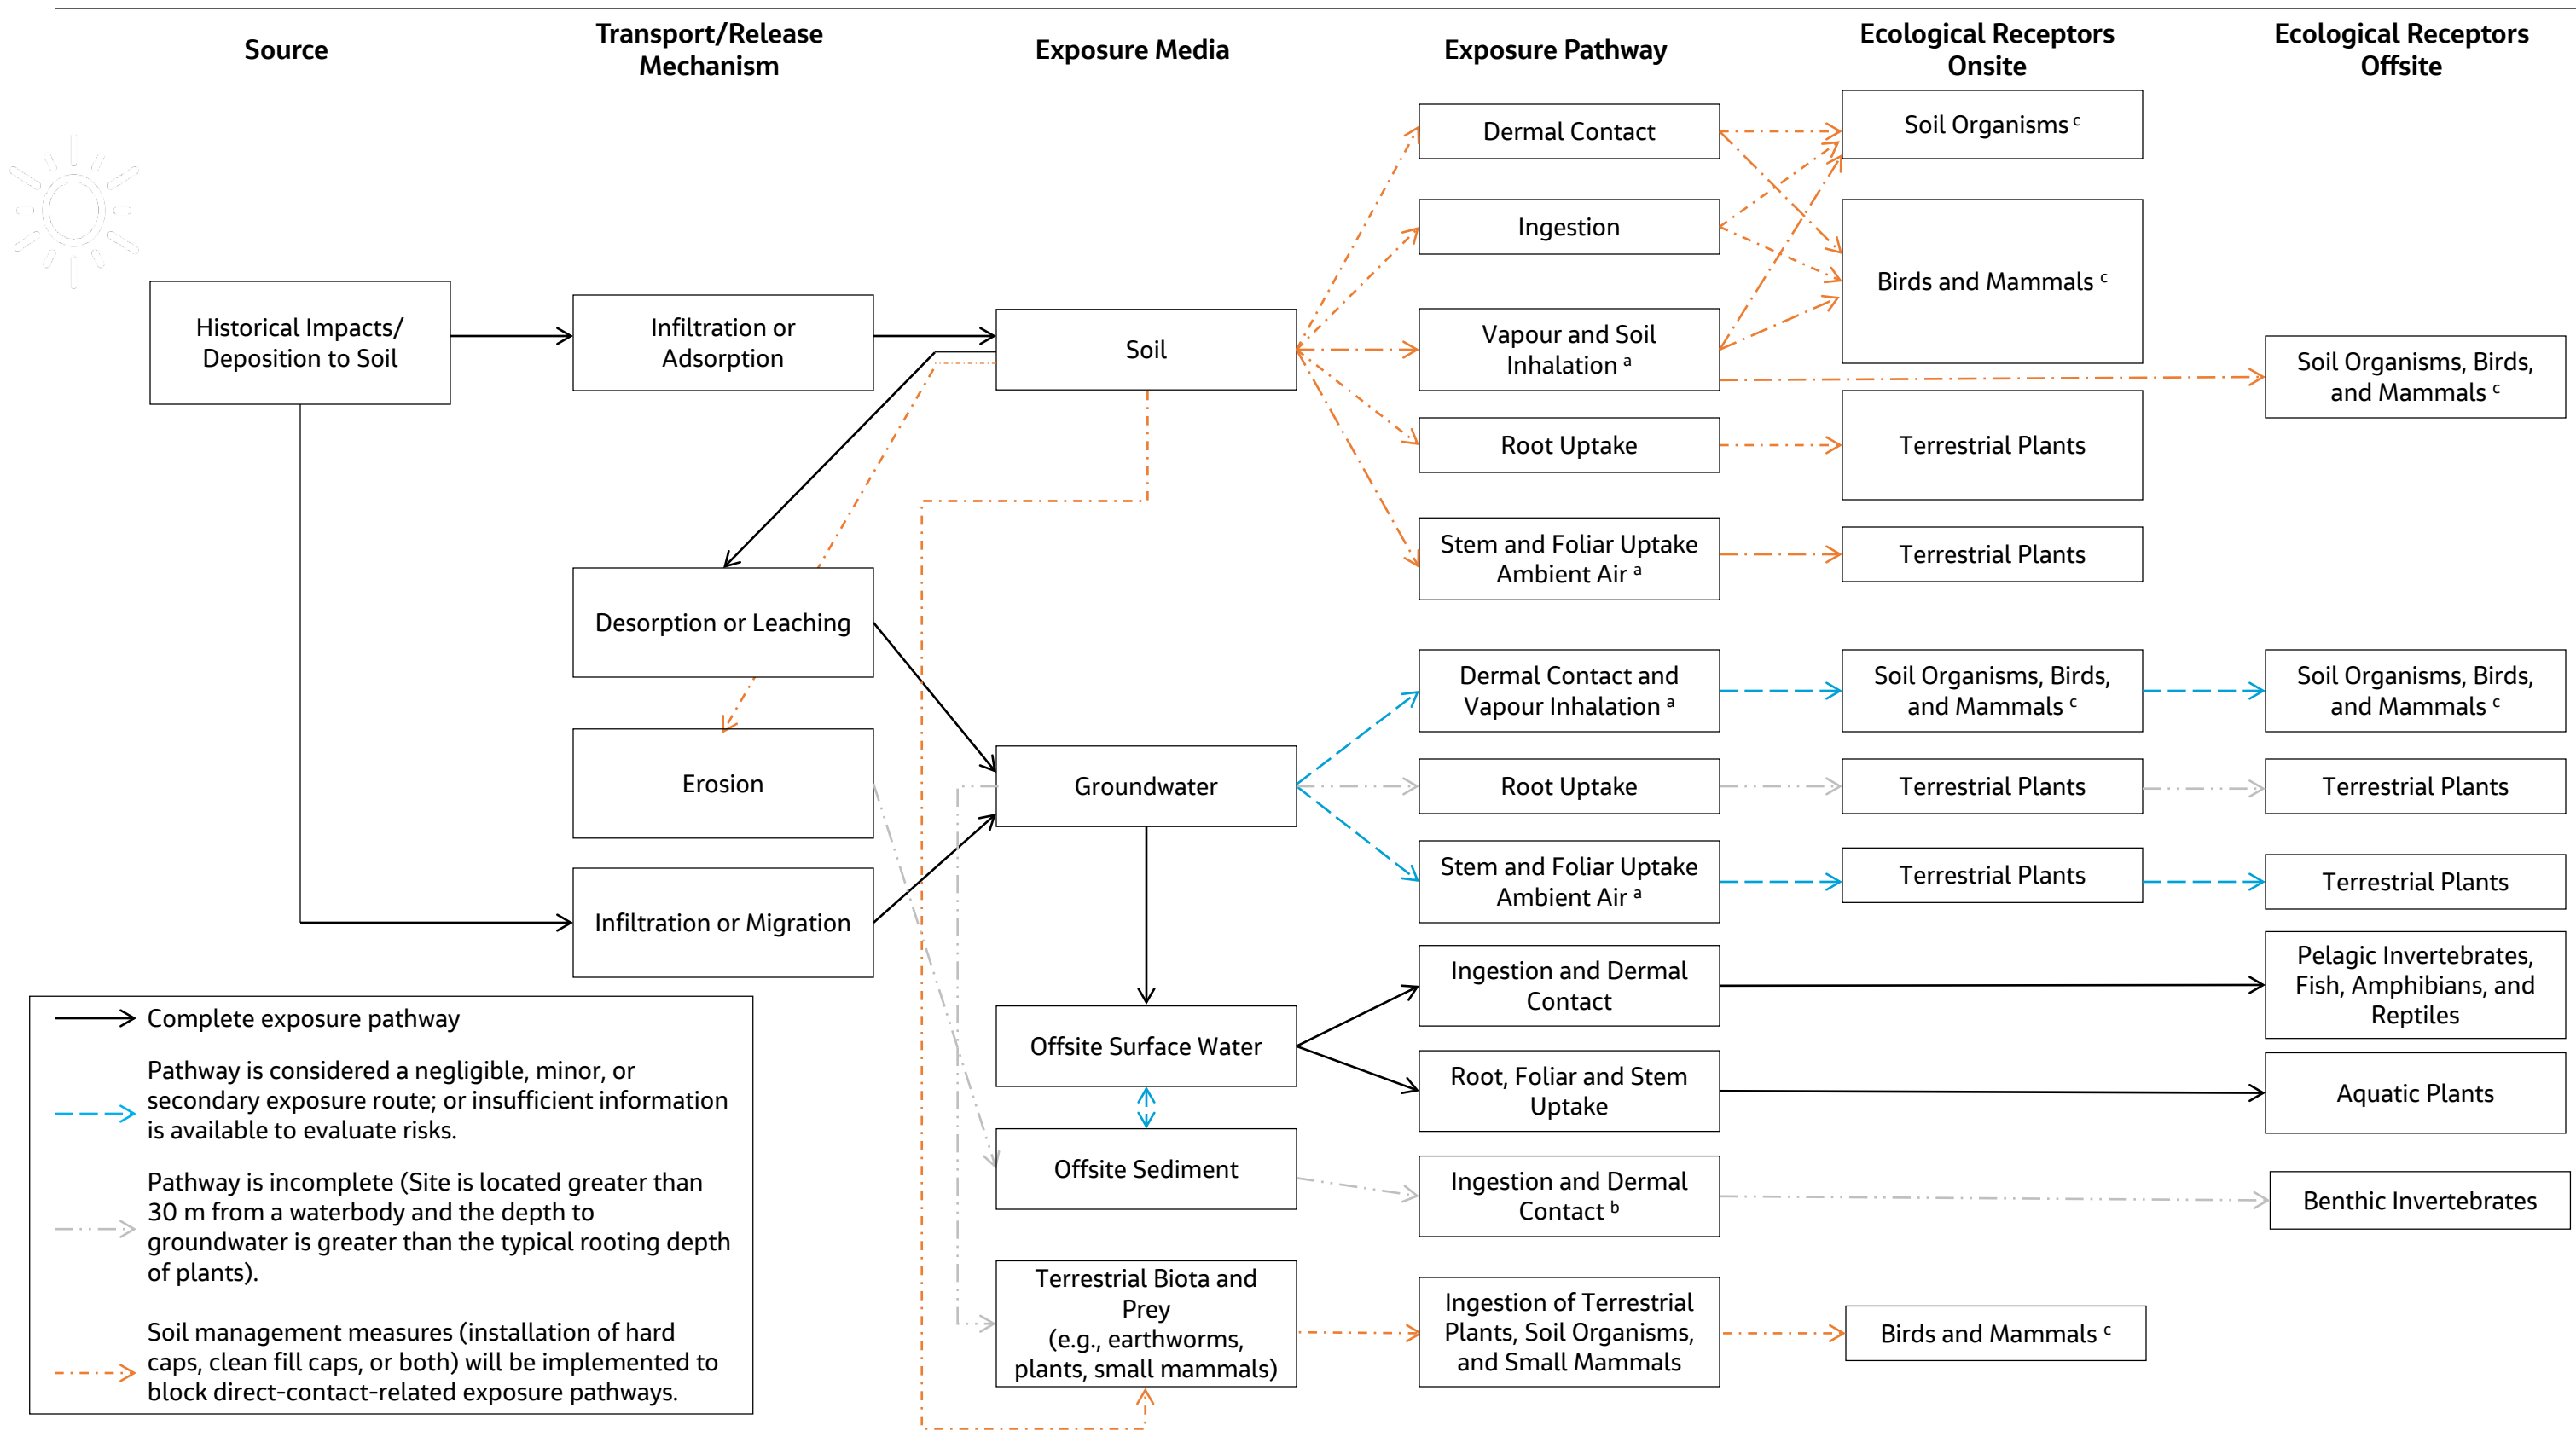 Source
Transport/Release
Mechanism
Exposure Media
Exposure Pathway
Ecological Receptors
Onsite
Ecological Receptors
Offsite
Historical Impacts/
Deposition to Soil
Infiltration or
Adsorption
Soil
Dermal Contact
Soil Organisms ᶜ
Ingestion
Birds and Mammals ᶜ
Vapour and Soil
Inhalation ᵃ
Soil Organisms, Birds,
and Mammals ᶜ
Root Uptake
Terrestrial Plants
Stem and Foliar Uptake
Ambient Air ᵃ
Terrestrial Plants
Desorption or Leaching
Erosion
Infiltration or Migration
Groundwater
Dermal Contact and
Vapour Inhalation ᵃ
Soil Organisms, Birds,
and Mammals ᶜ
Soil Organisms, Birds,
and Mammals ᶜ
Root Uptake
Terrestrial Plants
Terrestrial Plants
Stem and Foliar Uptake
Ambient Air ᵃ
Terrestrial Plants
Terrestrial Plants
Offsite Surface Water
Ingestion and Dermal
Contact
Pelagic Invertebrates,
Fish, Amphibians, and
Reptiles
Root, Foliar and Stem
Uptake
Aquatic Plants
Offsite Sediment
Ingestion and Dermal
Contact ᵇ
Benthic Invertebrates
Terrestrial Biota and
Prey
(e.g., earthworms,
plants, small mammals)
Ingestion of Terrestrial
Plants, Soil Organisms,
and Small Mammals
Birds and Mammals ᶜ
Complete exposure pathway
Pathway is considered a negligible, minor, or
secondary exposure route; or insufficient information
is available to evaluate risks.
Pathway is incomplete (Site is located greater than
30 m from a waterbody and the depth to
groundwater is greater than the typical rooting depth
of plants).
Soil management measures (installation of hard
caps, clean fill caps, or both) will be implemented to
block direct-contact-related exposure pathways.